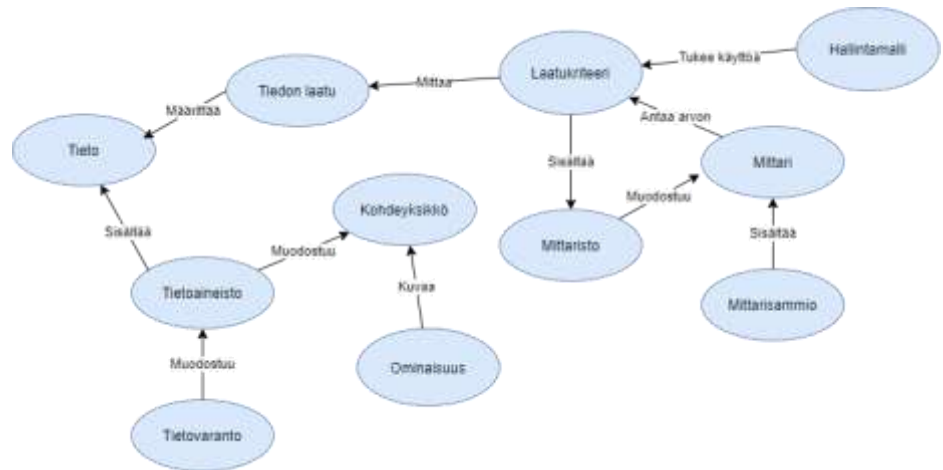 Hallintamalli
Tukee käyttöä
Laatukriteeri
Mittaa
Tiedon laatu
Määrittää
Tieto
Antaa arvon
Mittari
Sisältää
Muodostuu
Mittaristo
Sisältää
Mittarisammio
Sisältää
Kohdeyksikkö
Muodostuu
Tietoaineisto
Kuvaa
Ominaisuus
Muodostuu
Tietovaranto